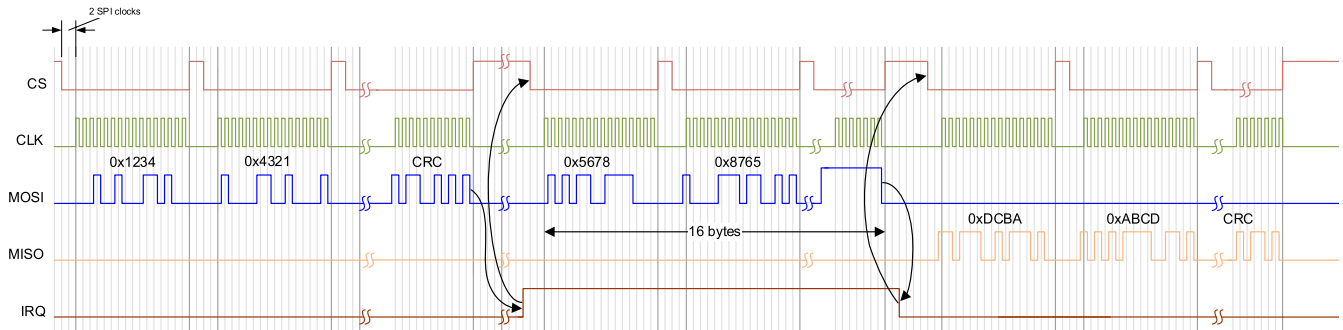 2 SPI clocks
CS
CLK
0x1234 0x4321 CRC 0x5678 0x8765
MOSI
0xDCBA 0xABCD CRC
16 bytes
MISO
IRQ